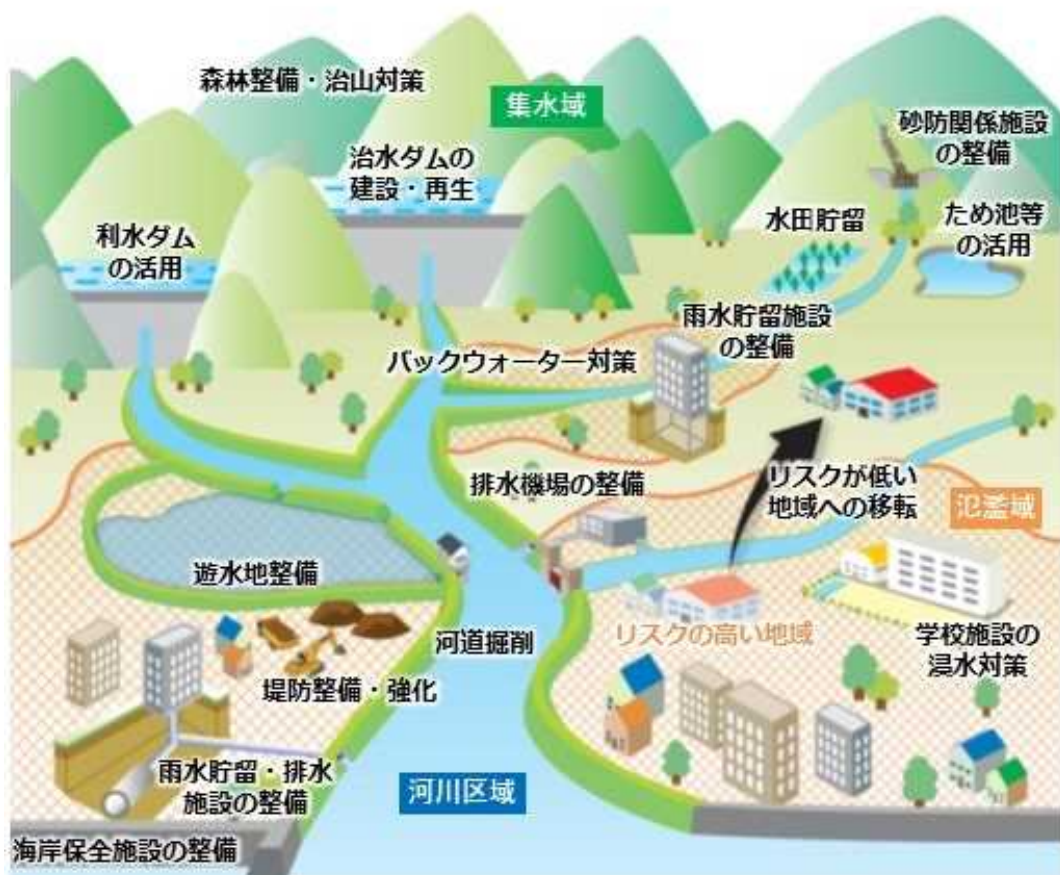 森林整備・治山対策
集水域
砂防関係施設
の整備
治水ダムの
建設・再生
水田貯留
ため池等
の活用
利水ダム
の活用
雨水貯留施設
の整備
バックウォーター対策
排水機場の整備
リスクが低い
地域への移転
氾濫域
遊水地整備
河道掘削
リスクの高い地域
学校施設の
浸水対策
堤防整備・強化
雨水貯留・排水
施設の整備
河川区域
海岸保全施設の整備